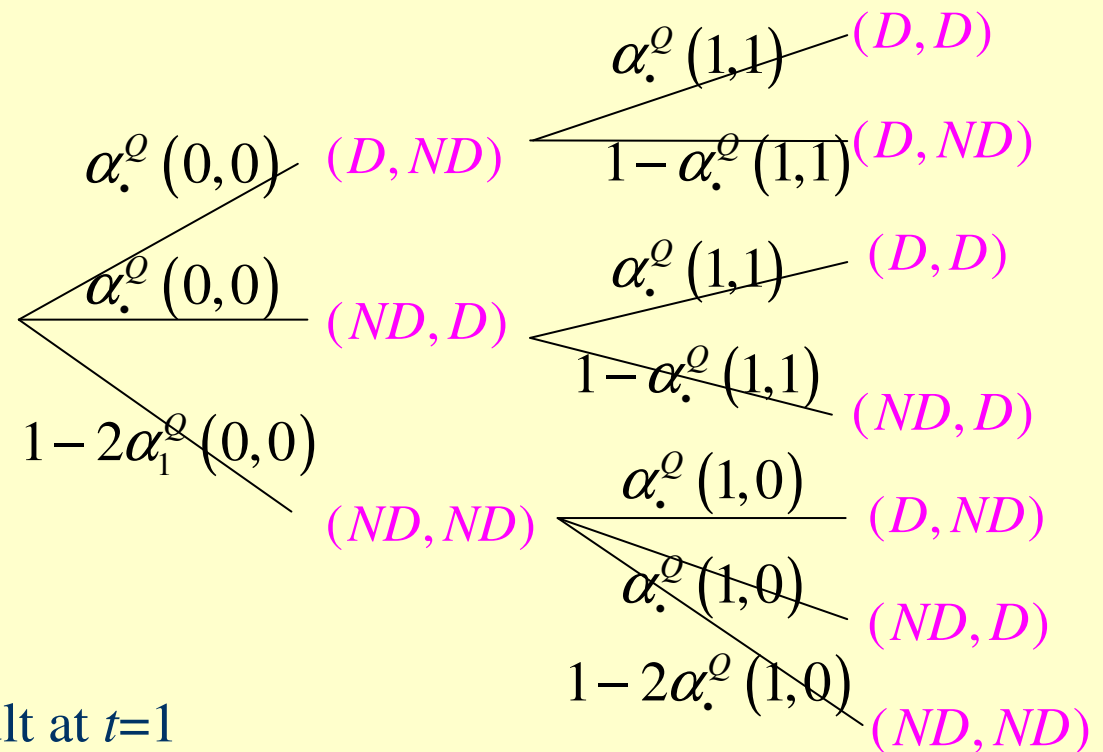 α.^Q (1,1) (D, D)
α.^Q (0,0) (D, ND) 1 − α.^Q (1,1) (D, ND)
α.^Q (0,0) α.^Q (1,1) (D, D)
(ND, D) 1 − α.^Q (1,1) (ND, D)
1 − 2α₁^Q (0,0) α.^Q (1,0) (D, ND)
(ND, ND) α.^Q (1,0) (ND, D)
1 − 2α.^Q (1,0) (ND, ND)
lt at t=1